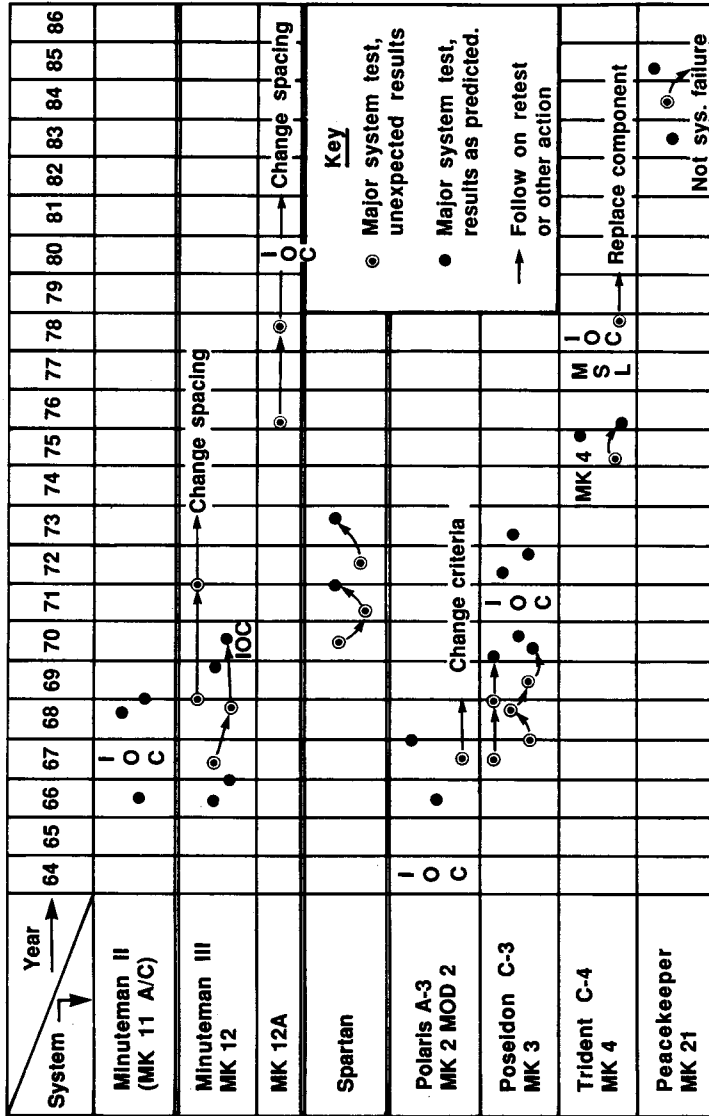 System
Year
64 65 66 67 68 69 70 71 72 73 74 75 76 77 78 79 80 81 82 83 84 85 86
Minuteman II
(MK 11 A/C)
I
O
C
Minuteman III
MK 12
IOC
Change spacing
MK 12A
I
O
C
Change spacing
Spartan
Key
Major system test,
unexpected results
Major system test,
results as predicted.
Follow on retest
or other action
Polaris A-3
MK 2 MOD 2
I
O
C
Change criteria
Poseidon C-3
MK 3
I
O
C
Trident C-4
MK 4
MK 4
M
S
L
I
O
C
Replace component
Peacekeeper
MK 21
Not sys. failure